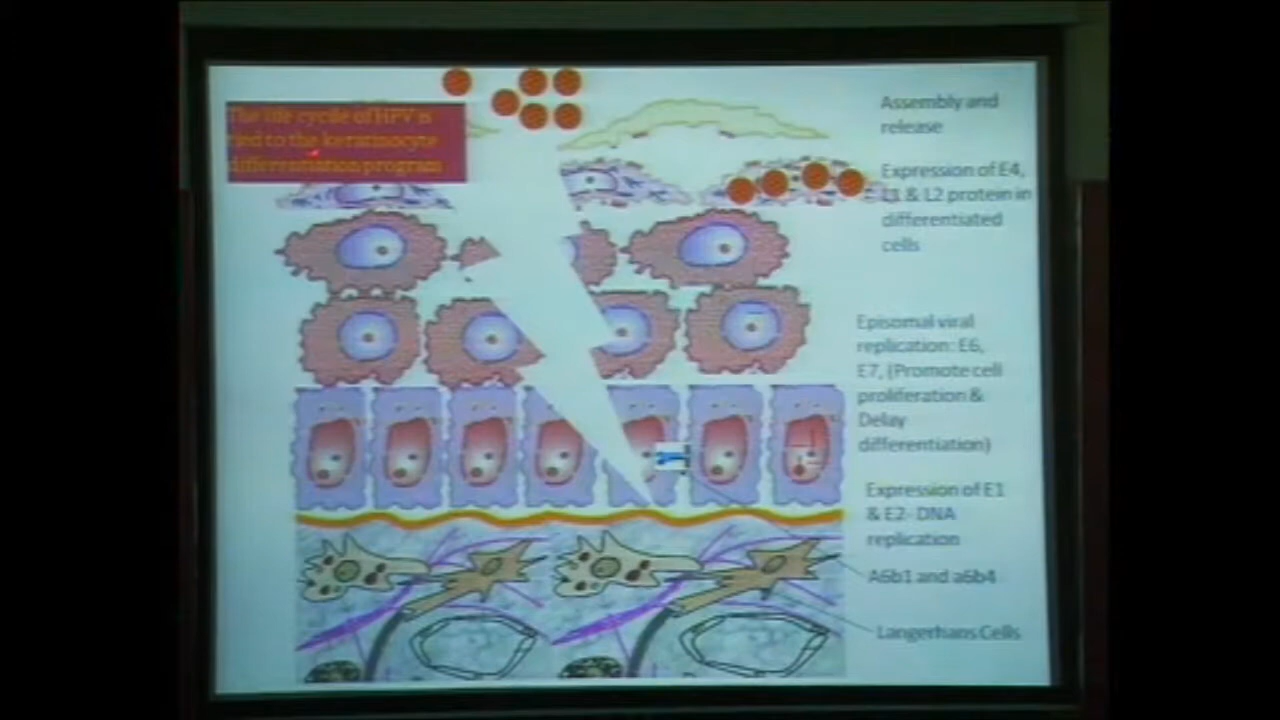 The life cycile of HPV is
tied to the kerarinocyte
differentiation program
Assembly and
release
Expression of E4,
L1 & L2 protein in
differentiated
cells
Episomal viral
replication: E6,
E7, (Promote cell
proliferation &
Delay
differentiation)
Expression of E1
& E2- DNA
replication
A6b1 and a6b4
Langerhans Cells